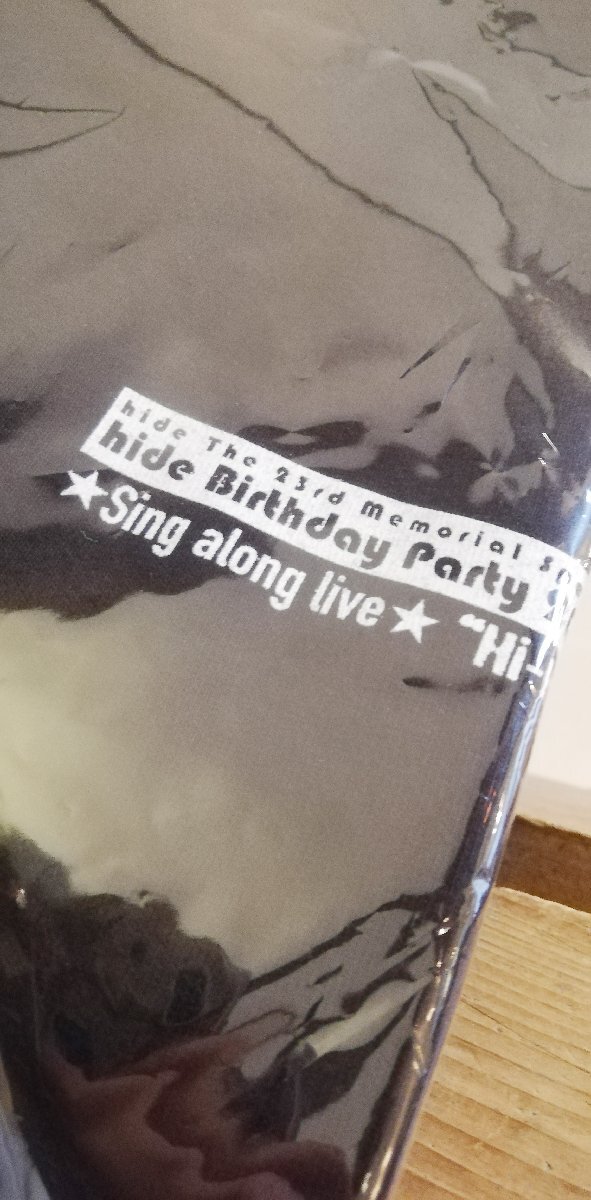 hide The 23rd Memorial
hide Birthday Party
★Sing along live★ "Hi-